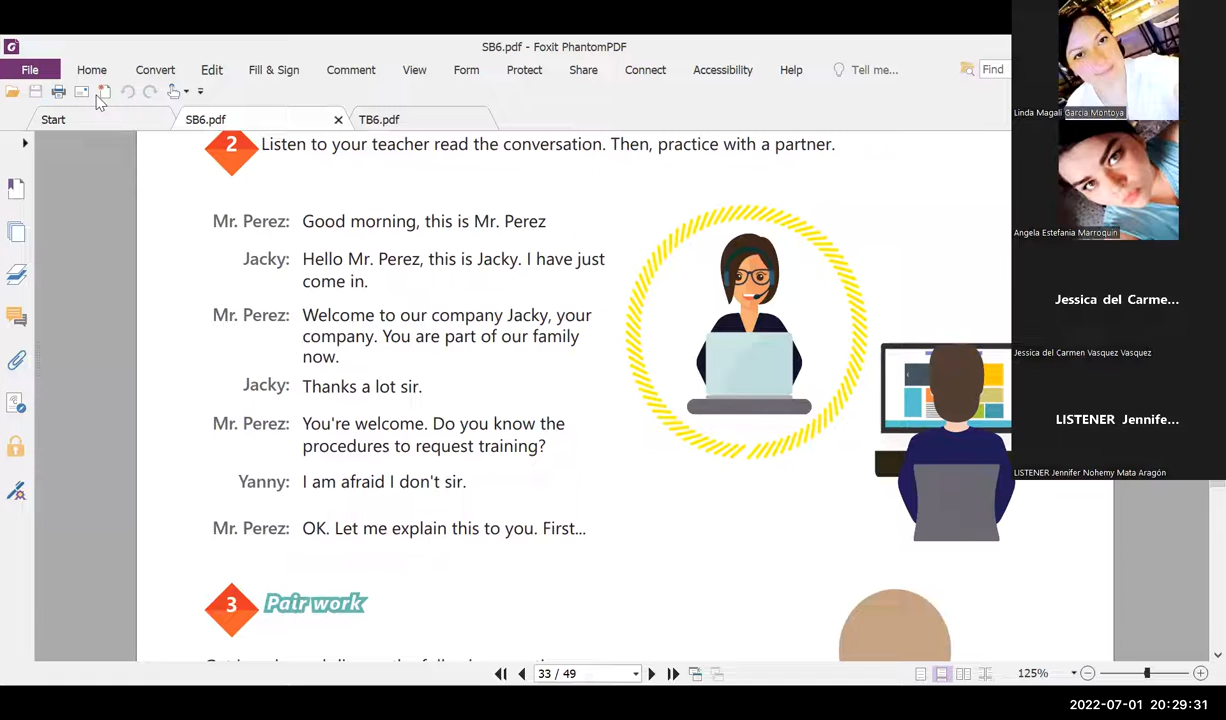 SB6.pdf - Foxit PhantomPDF
File Home Convert Edit Fill & Sign Comment View Form Protect Share Connect Accessibility Help Tell me... Find
Start SB6.pdf TB6.pdf
2 Listen to your teacher read the conversation. Then, practice with a partner.
Mr. Perez: Good morning, this is Mr. Perez
Jacky: Hello Mr. Perez, this is Jacky. I have just
come in.
Mr. Perez: Welcome to our company Jacky, your
company. You are part of our family
now.
Jacky: Thanks a lot sir.
Mr. Perez: You're welcome. Do you know the
procedures to request training?
Yanny: I am afraid I don't sir.
Mr. Perez: OK. Let me explain this to you. First...
3 Pair work
33 / 49
125%
Linda Magali Garcia Montoya
Angela Estefania Marroquin
Jessica del Carme...
Jessica del Carmen Vasquez Vasquez
LISTENER Jennife...
LISTENER Jennifer Nohemy Mata Aragón
2022-07-01 20:29:31